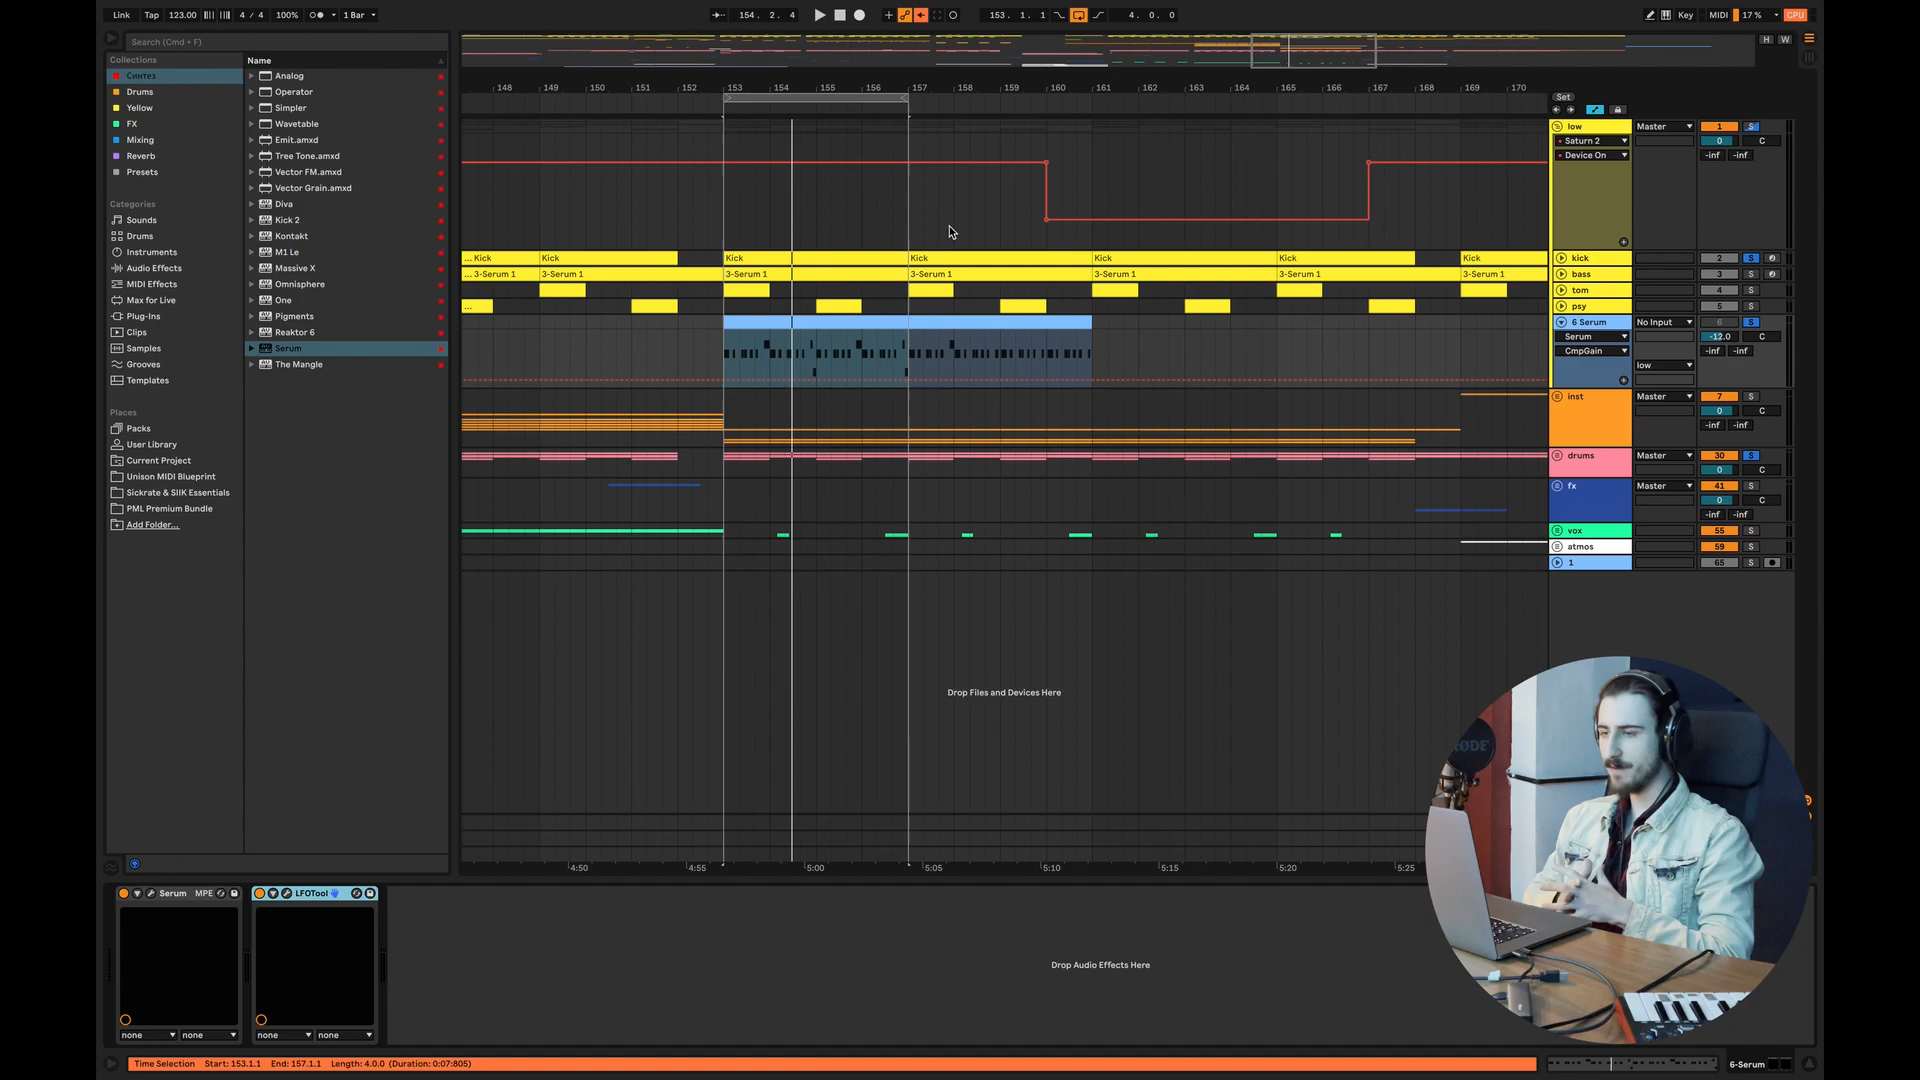 Link Tap 123.00 4 / 4 100% 1 Bar
154. 2. 4
153. 1. 1 4. 0. 0
Key MIDI 17 % CPU
Search (Cmd + F)
Collections
Синтез
Drums
Yellow
FX
Mixing
Reverb
Presets
Categories
Sounds
Drums
Instruments
Audio Effects
MIDI Effects
Max for Live
Plug-Ins
Clips
Samples
Grooves
Templates
Places
Packs
User Library
Current Project
Unison MIDI Blueprint
Sickrate & SIIK Essentials
PML Premium Bundle
Add Folder...
Name
Analog
Operator
Simpler
Wavetable
Emit.amxd
Tree Tone.amxd
Vector FM.amxd
Vector Grain.amxd
Diva
Kick 2
Kontakt
M1 Le
Massive X
Omnisphere
One
Pigments
Reaktor 6
Serum
The Mangle
H W
148 149 150 151 152 153 154 155 156 157 158 159 160 161 162 163 164 165 166 167 168 169 170
Set
low Master 1 S
Saturn 2 0 C
Device On -inf -inf
... Kick Kick Kick Kick Kick Kick Kick
kick 2 S
... 3-Serum 1 3-Serum 1 3-Serum 1 3-Serum 1 3-Serum 1 3-Serum 1 3-Serum 1
bass 3 S
tom 4 S
...
psy 5 S
6 Serum No Input 6 S
Serum -12.0 C
CmpGain -inf -inf
low
inst Master 7 S
0 C
-inf -inf
drums Master 30 S
0 C
fx Master 41 S
0 C
-inf -inf
vox 55 S
atmos 59 S
1 65 S
Drop Files and Devices Here
4:50 4:55 5:00 5:05 5:10 5:15 5:20 5:25
RØDE
Serum MPE
LFOTool
none none
none none
Drop Audio Effects Here
Time Selection Start: 153.1.1 End: 157.1.1 Length: 4.0.0 (Duration: 0:07:805)
6-Serum